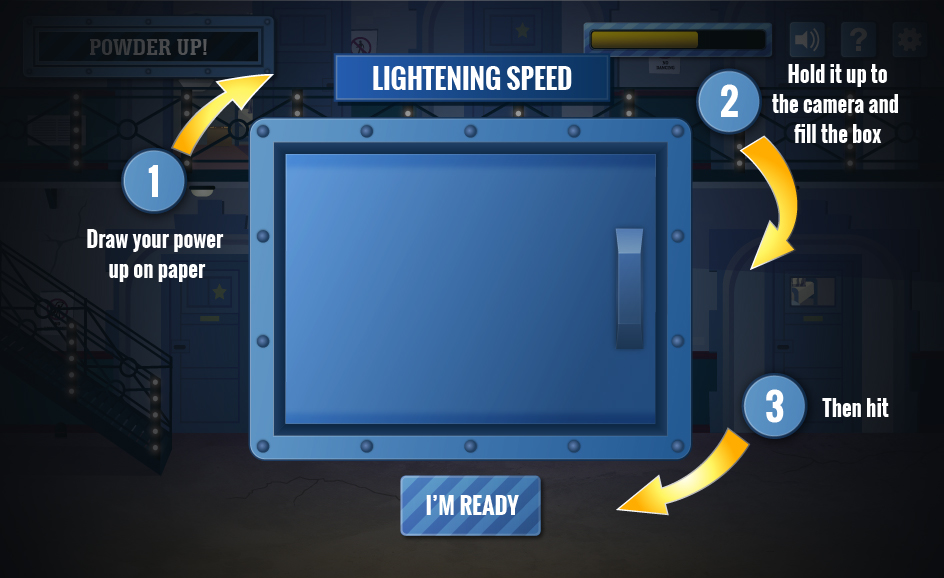 POWDER UP!
LIGHTENING SPEED
1
Draw your power
up on paper
2
Hold it up to
the camera and
fill the box
?
3
Then hit
I'M READY